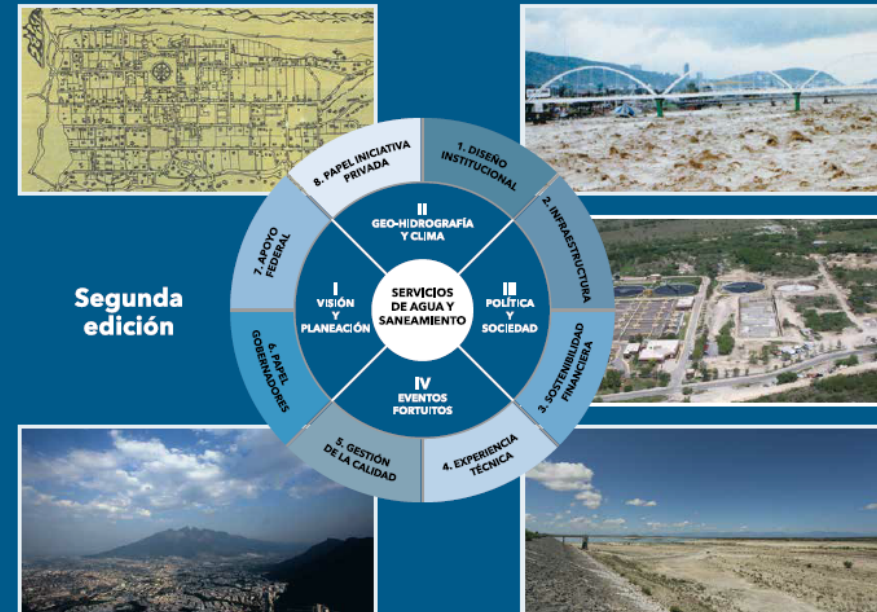 8. PAPEL INICIATIVA
PRIVADA
1. DISEÑO
INSTITUCIONAL
2. INFRAESTRUCTURA
3. SOSTENIBILIDAD
FINANCIERA
4. EXPERIENCIA
TÉCNICA
5. GESTIÓN
DE LA CALIDAD
6. PAPEL
GOBERNADORES
7. APOYO
FEDERAL
II
GEO-HIDROGRAFÍA
Y CLIMA
I
VISIÓN
Y
PLANEACIÓN
SERVICIOS
DE AGUA Y
SANEAMIENTO
III
POLÍTICA
Y
SOCIEDAD
IV
EVENTOS
FORTUITOS
Segunda
edición